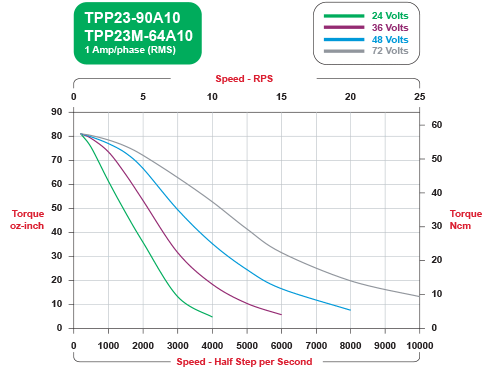 TPP23-90A10
TPP23M-64A10
1 Amp/phase (RMS)
24 Volts
36 Volts
48 Volts
72 Volts
Speed - RPS
0 5 10 15 20 25
90
80
70
60
50
40
30
20
10
0
Torque
oz-inch
60
50
40
30
20
10
0
Torque
Ncm
0 1000 2000 3000 4000 5000 6000 7000 8000 9000 10000
Speed - Half Step per Second